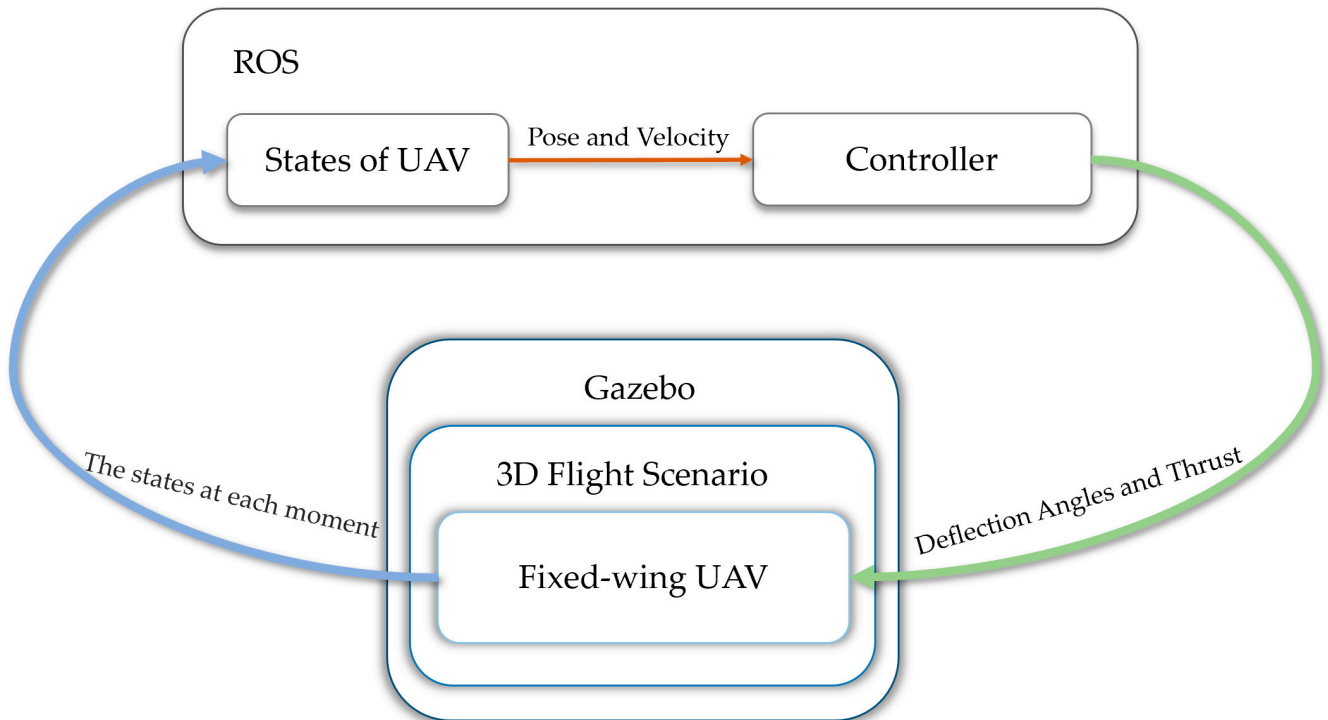 ROS
States of UAV
Pose and Velocity
Controller
Gazebo
3D Flight Scenario
Fixed-wing UAV
The states at each moment
Deflection Angles and Thrust